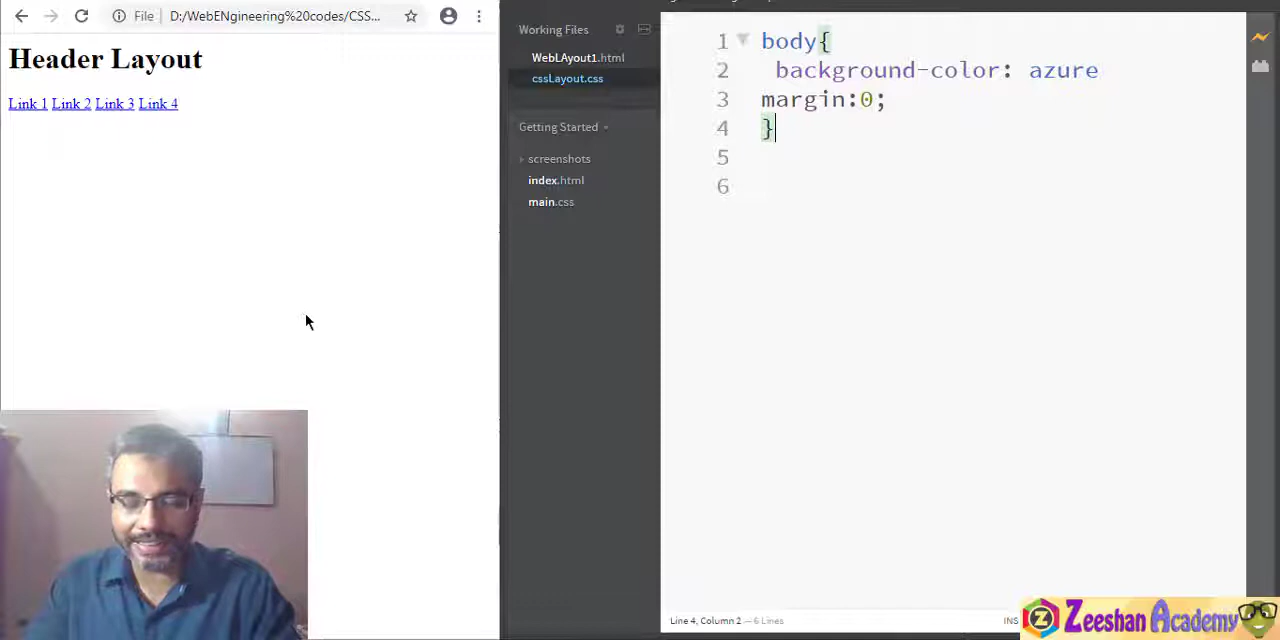 File
D:/WebENgineering%20codes/CSS...
Header Layout
Link 1 Link 2 Link 3 Link 4
Working Files
WebLAyout1.html
cssLayout.css
Getting Started
screenshots
index.html
main.css
1 body{
2 background-color: azure
3 margin:0;
4 }
5
6
Line 4, Column 2 — 6 Lines
INS
Zeeshan Academy